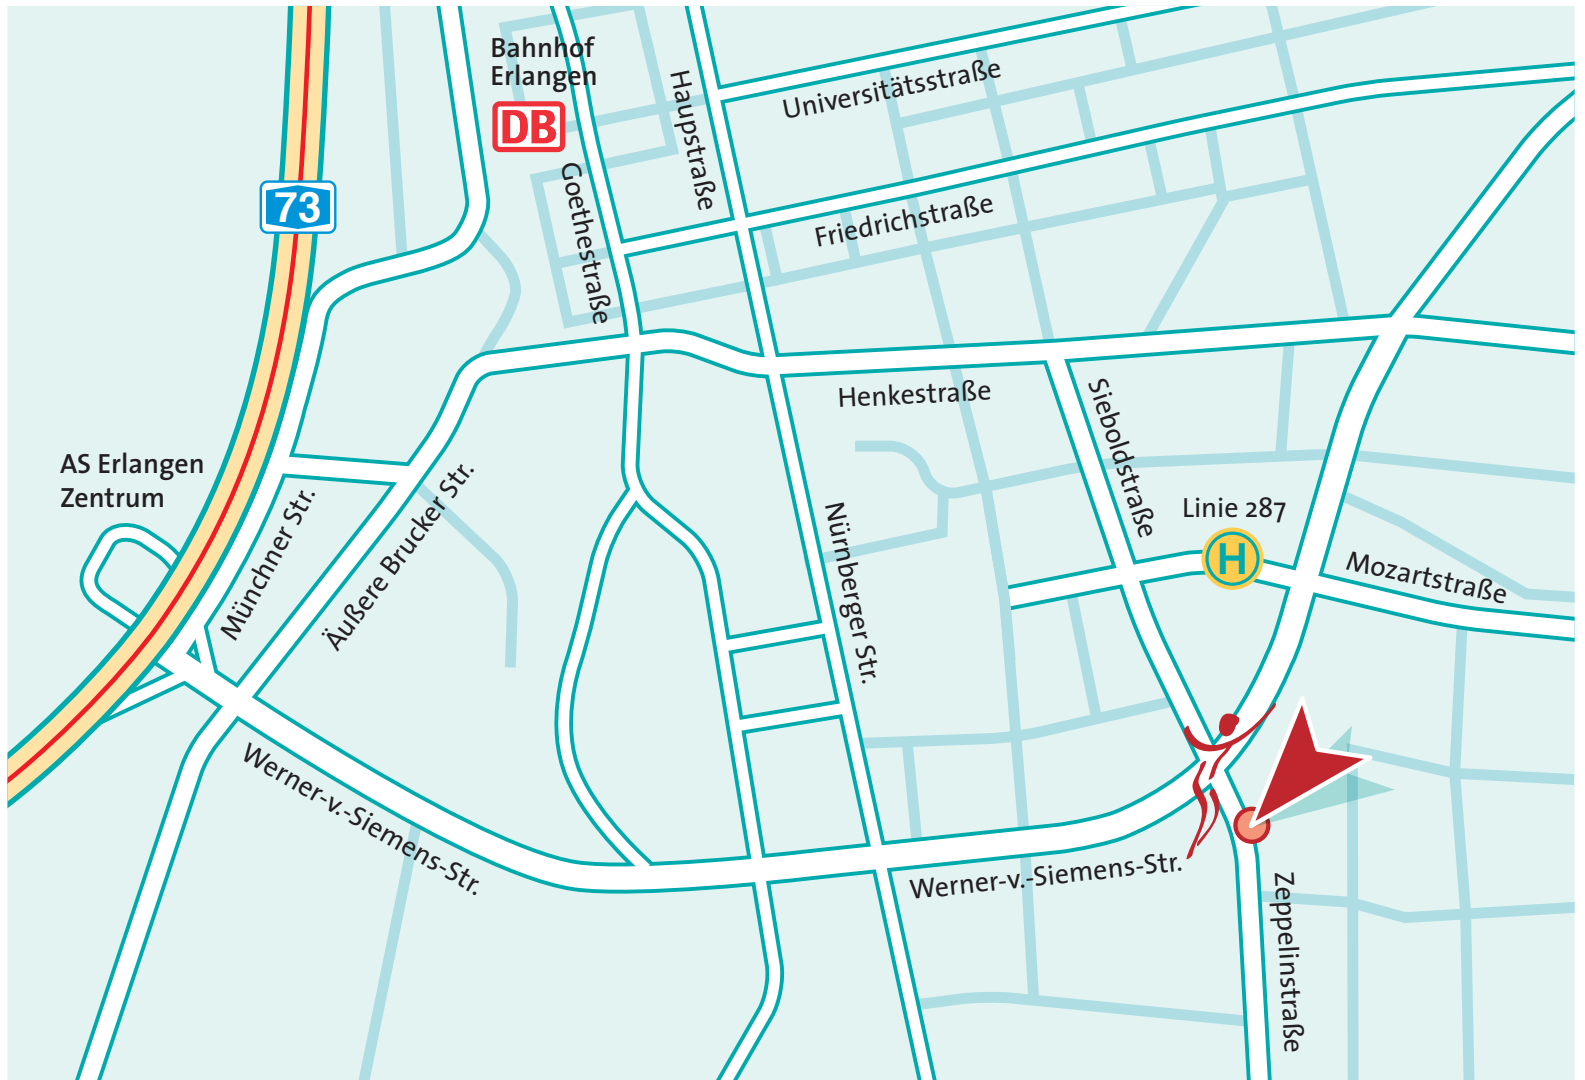 Bahnhof
Erlangen
DB
Haupstraße
Universitätsstraße
73
Goethestraße
Friedrichstraße
Henkestraße
Sieboldstraße
AS Erlangen
Zentrum
Münchner Str.
Äußere Brucker Str.
Nürnberger Str.
Linie 287
H
Mozartstraße
Werner-v.-Siemens-Str.
Werner-v.-Siemens-Str.
Zeppelinstraße